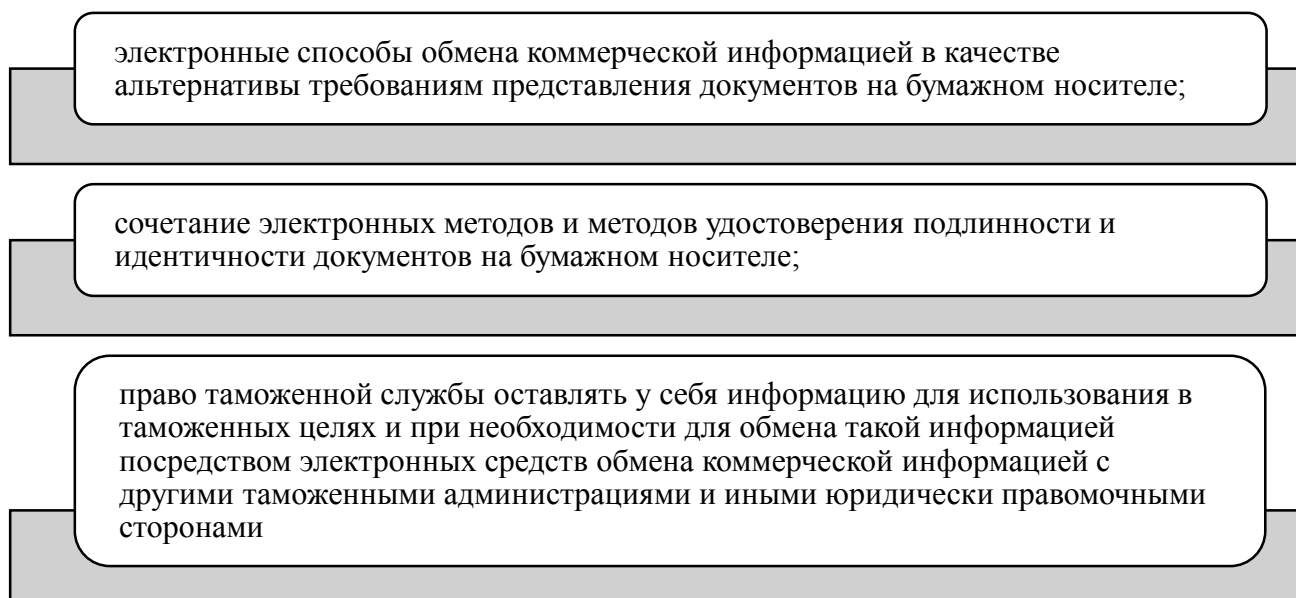 электронные способы обмена коммерческой информацией в качестве
альтернативы требованиям представления документов на бумажном носителе;
сочетание электронных методов и методов удостоверения подлинности и
идентичности документов на бумажном носителе;
право таможенной службы оставлять у себя информацию для использования в
таможенных целях и при необходимости для обмена такой информацией
посредством электронных средств обмена коммерческой информацией с
другими таможенными администрациями и иными юридически правомочными
сторонами